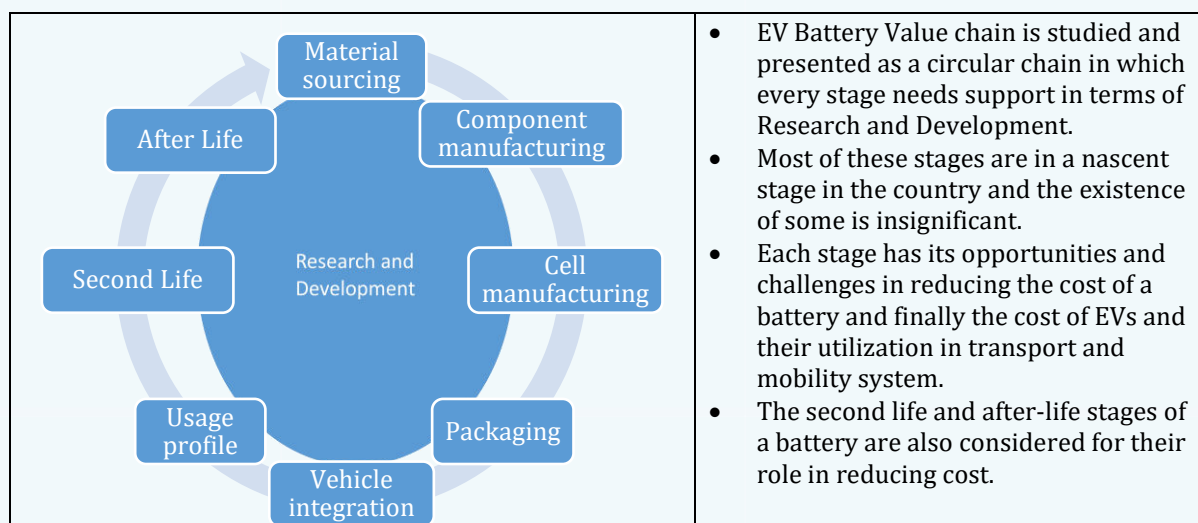 Material
sourcing
Component
manufacturing
Cell
manufacturing
Packaging
Vehicle
integration
Usage
profile
Second Life
After Life
Research and
Development
• EV Battery Value chain is studied and
presented as a circular chain in which
every stage needs support in terms of
Research and Development.
• Most of these stages are in a nascent
stage in the country and the existence
of some is insignificant.
• Each stage has its opportunities and
challenges in reducing the cost of a
battery and finally the cost of EVs and
their utilization in transport and
mobility system.
• The second life and after-life stages of
a battery are also considered for their
role in reducing cost.